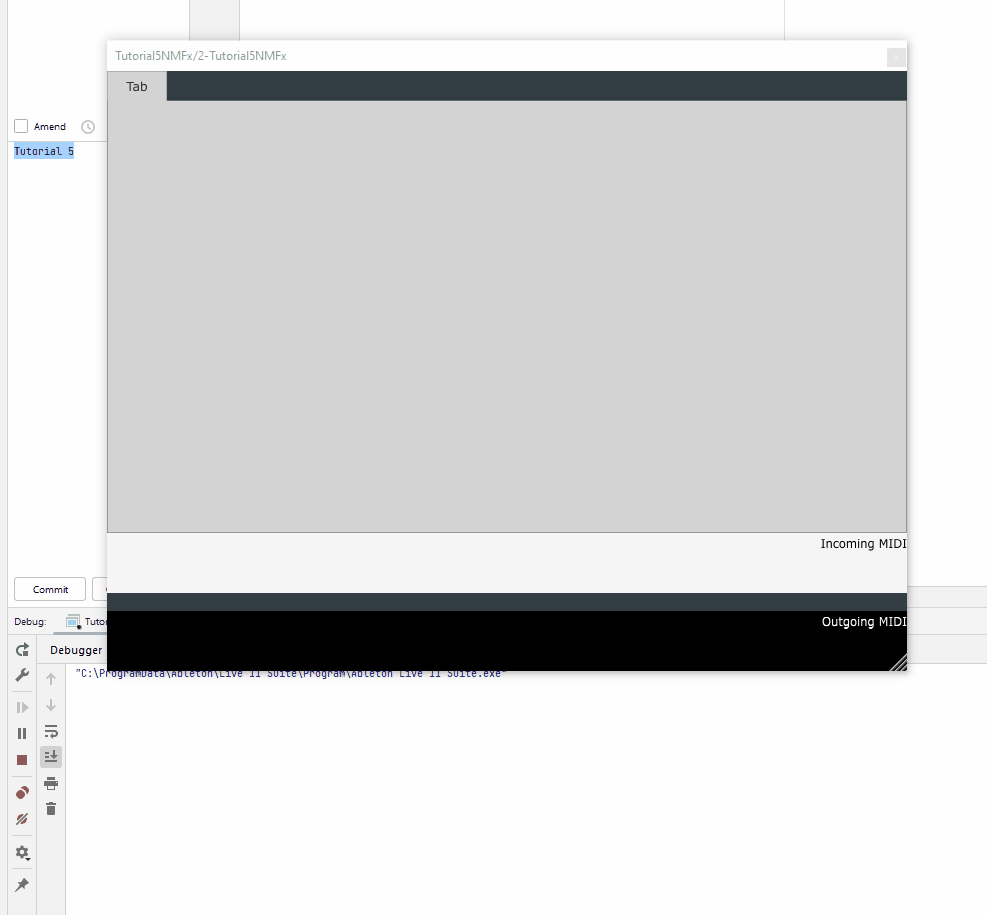 Tutorial5NMFx/2-Tutorial5NMFx
Tab
Amend
Tutorial 5
Incoming MIDI
Commit
Outgoing MIDI
Debug:
Tutor
Debugger
"C:\ProgramData\Ableton\Live 11 Suite\Program\Ableton Live 11 Suite.exe"